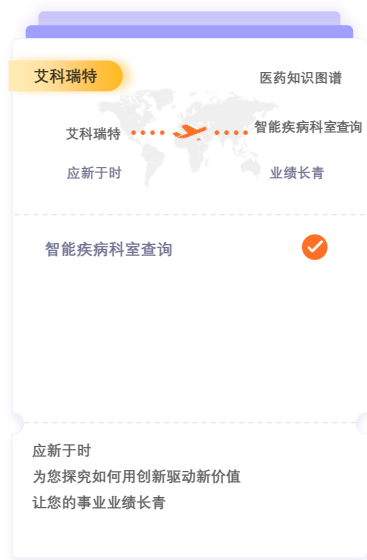 艾科瑞特
医药知识图谱
艾科瑞特
智能疾病科室查询
应新于时
业绩长青
智能疾病科室查询
应新于时
为您探究如何用创新驱动新价值
让您的事业业绩长青